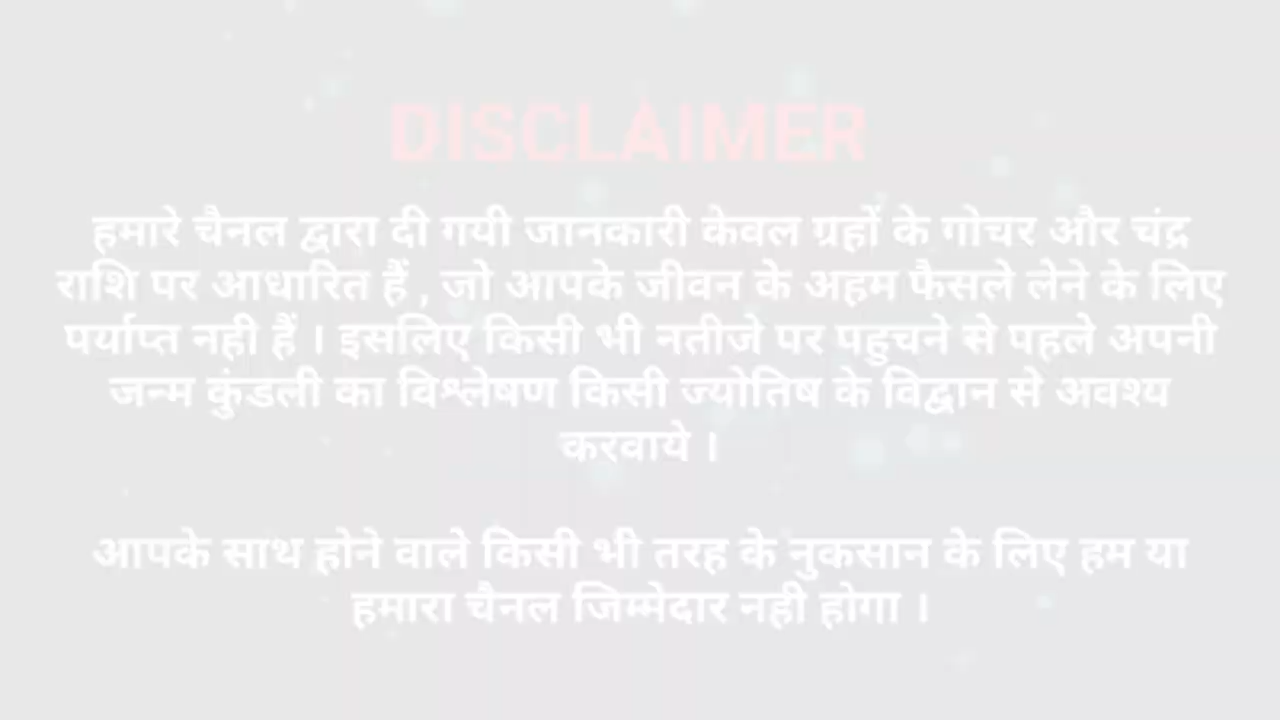 DISCLAIMER
हमारे चैनल द्वारा दी गयी जानकारी केवल ग्रहों के गोचर और चंद्र
राशि पर आधारित हैं , जो आपके जीवन के अहम फैसले लेने के लिए
पर्याप्त नही हैं । इसलिए किसी भी नतीजे पर पहुचने से पहले अपनी
जन्म कुंडली का विश्लेषण किसी ज्योतिष के विद्वान से अवश्य
करवाये ।
आपके साथ होने वाले किसी भी तरह के नुकसान के लिए हम या
हमारा चैनल जिम्मेदार नही होगा ।